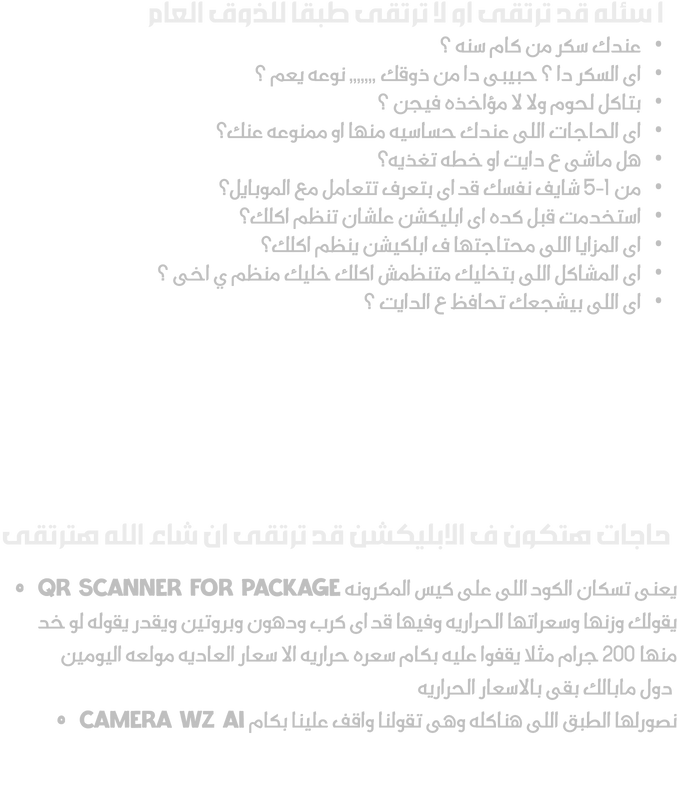 اسئله قد ترتقى او لا ترتقى طبقا للذوق العام
• عندك سكر من كام سنه ؟
• اى السكر دا ؟ حبيبى دا من ذوقك ,,,,,,, نوعه يعم ؟
• بتاكل لحوم ولا لا مؤاخذه فيجن ؟
• اى الحاجات اللى عندك حساسيه منها او ممنوعه عنك؟
• هل ماشى ع دايت او خطه تغذيه؟
• من 1-5 شايف نفسك قد اى بتعرف تتعامل مع الموبايل؟
• استخدمت قبل كده اى ابليكشن علشان تنظم اكلك؟
• اى المزايا اللى محتاجتها ف ابلكيشن ينظم اكلك؟
• اى المشاكل اللى بتخليك متنظمش اكلك خليك منظم ي اخى ؟
• اى اللى بيشجعك تحافظ ع الدايت ؟
حاجات هتكون ف الابليكشن قد ترتقى ان شاء الله هترتقى
• QR SCANNER FOR PACKAGE يعنى تسكان الكود اللى على كيس المكرونه
يقولك وزنها وسعراتها الحراريه وفيها قد اى كرب ودهون وبروتين ويقدر يقوله لو خد
منها 200 جرام مثلا يقفوا عليه بكام سعره حراريه الا سعار العاديه مولعه اليومين
دول مابالك بقى بالاسعار الحراريه
• CAMERA WZ AI نصورلها الطبق اللى هناكله وهى تقولنا واقف علينا بكام